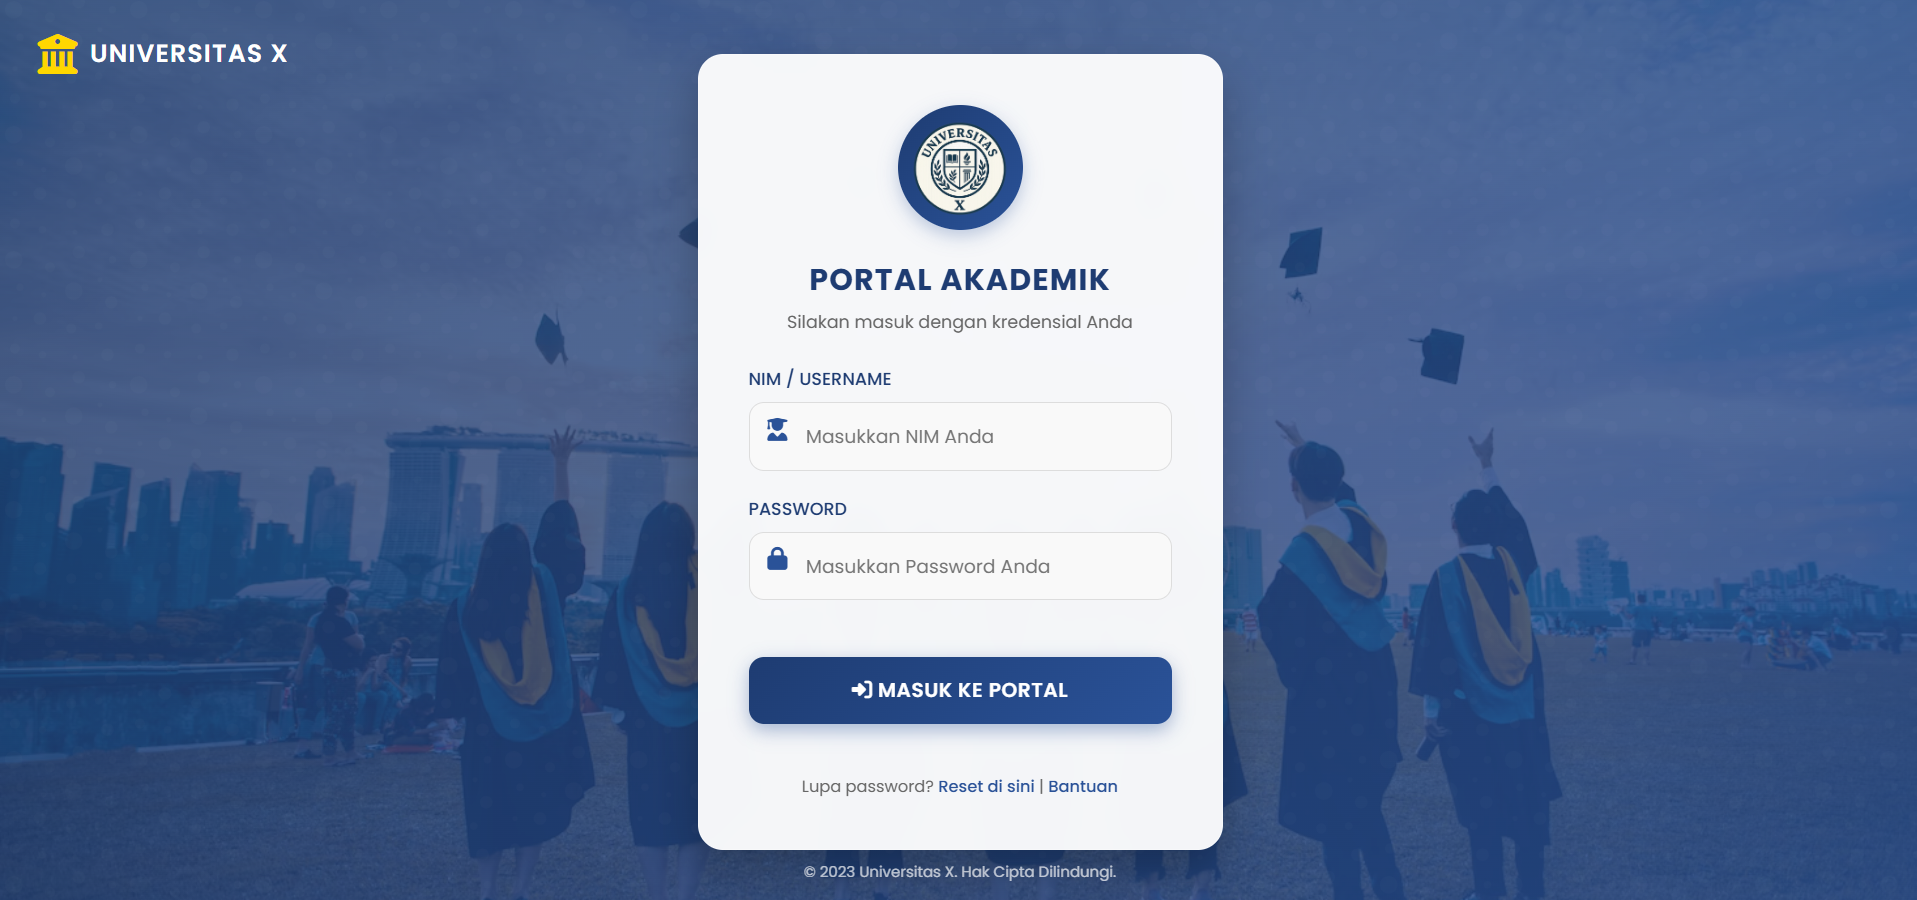 UNIVERSITAS X
UNIVERSITAS
X
PORTAL AKADEMIK
Silakan masuk dengan kredensial Anda
NIM / USERNAME
Masukkan NIM Anda
PASSWORD
Masukkan Password Anda
MASUK KE PORTAL
Lupa password? Reset di sini | Bantuan
© 2023 Universitas X. Hak Cipta Dilindungi.